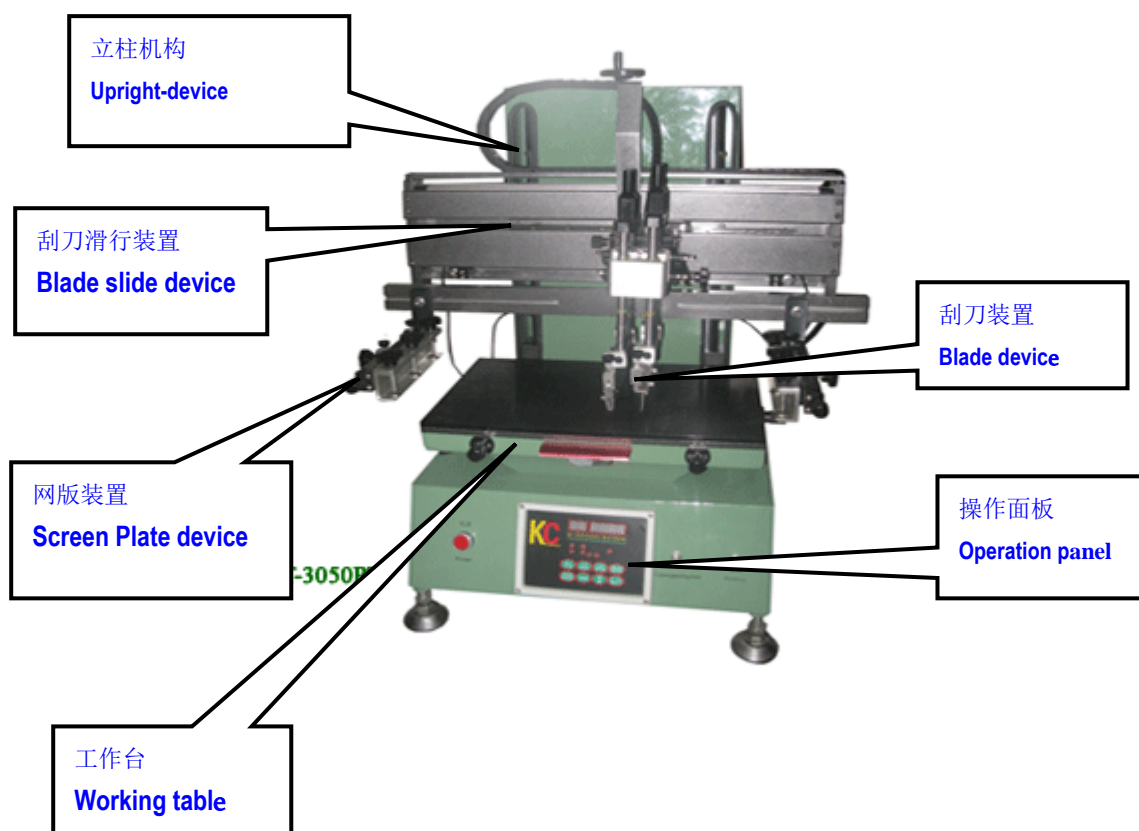 立柱机构
Upright-device
刮刀滑行装置
Blade slide device
刮刀装置
Blade device
网版装置
Screen Plate device
操作面板
Operation panel
KC
-3050P
工作台
Working table